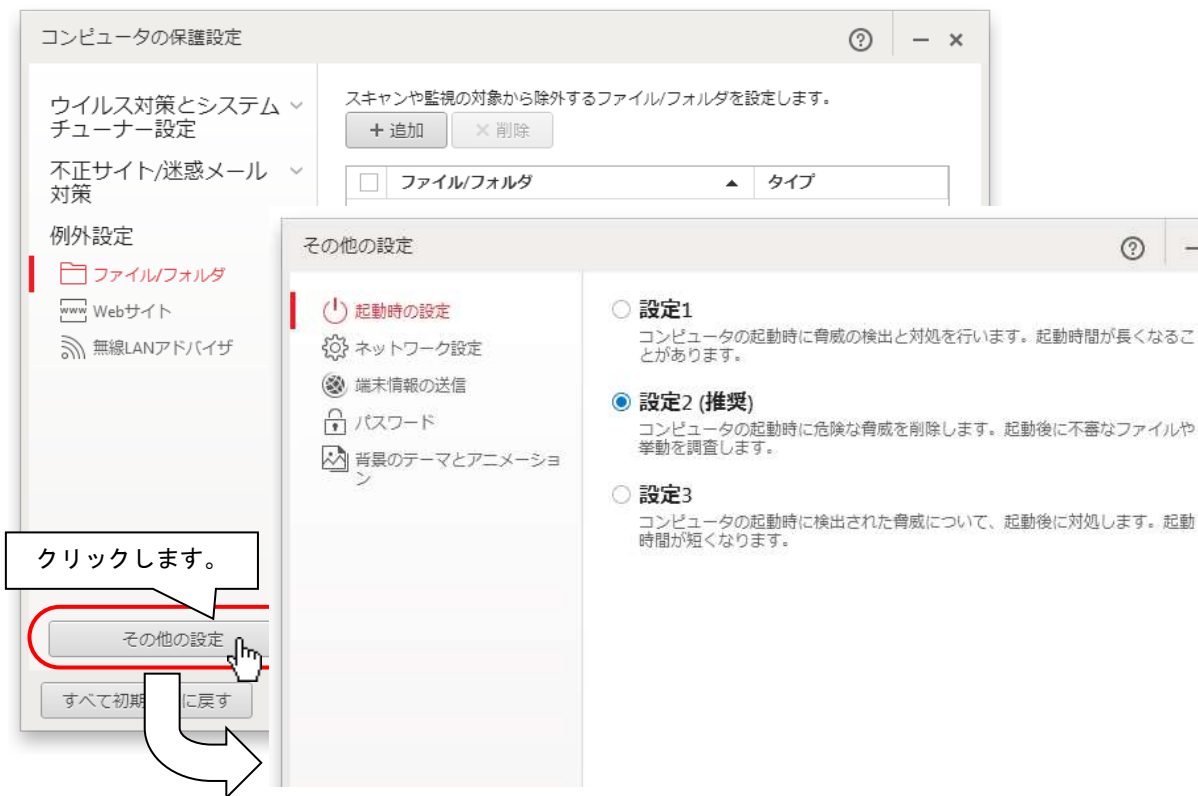 コンピュータの保護設定
ウイルス対策とシステム
チューナー設定
不正サイト/迷惑メール
対策
例外設定
ファイル/フォルダ
www Webサイト
無線LANアドバイザ
クリックします。
その他の設定
すべて初期 に戻す
スキャンや監視の対象から除外するファイル/フォルダを設定します。
+ 追加 × 削除
ファイル/フォルダ ▲ タイプ
その他の設定
起動時の設定
ネットワーク設定
端末情報の送信
パスワード
背景のテーマとアニメーショ
ン
設定1
コンピュータの起動時に脅威の検出と対処を行います。起動時間が長くなるこ
とがあります。
設定2 (推奨)
コンピュータの起動時に危険な脅威を削除します。起動後に不審なファイルや
挙動を調査します。
設定3
コンピュータの起動時に検出された脅威について、起動後に対処します。起動
時間が短くなります。